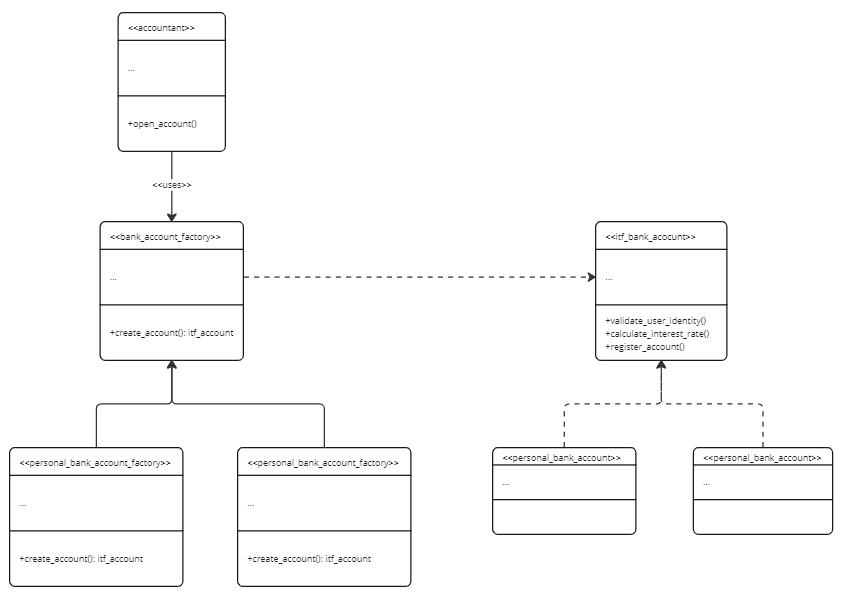 <<accountant>>
...
+open_account()
<<uses>>
<<bank_account_factory>>
...
+create_account(): itf_account
<<itf_bank_acocunt>>
...
+validate_user_identity()
+calculate_interest_rate()
+register_account()
<<personal_bank_account_factory>>
...
+create_account(): itf_account
<<personal_bank_account_factory>>
...
+create_account(): itf_account
<<personal_bank_account>>
...
<<personal_bank_account>>
...